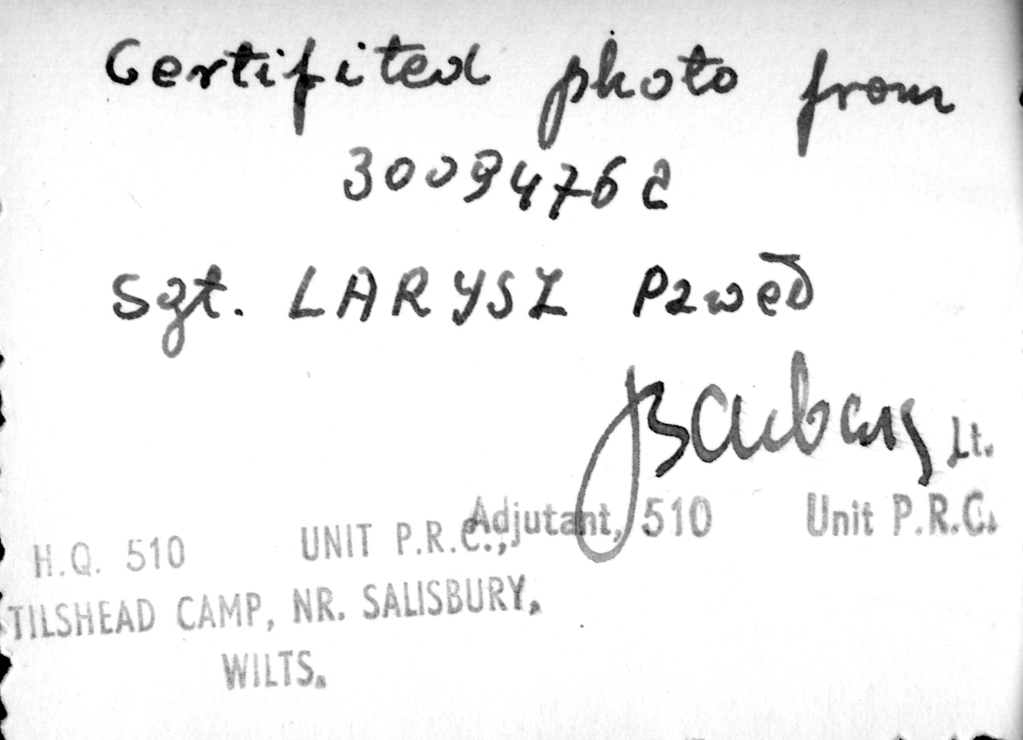 Certifited photo from
30094762
Sgt. LARYSZ Paweł
Lt.
Adjutant, 510 Unit P.R.C.
H.Q. 510 UNIT P.R.C.,
TILSHEAD CAMP, NR. SALISBURY,
WILTS.